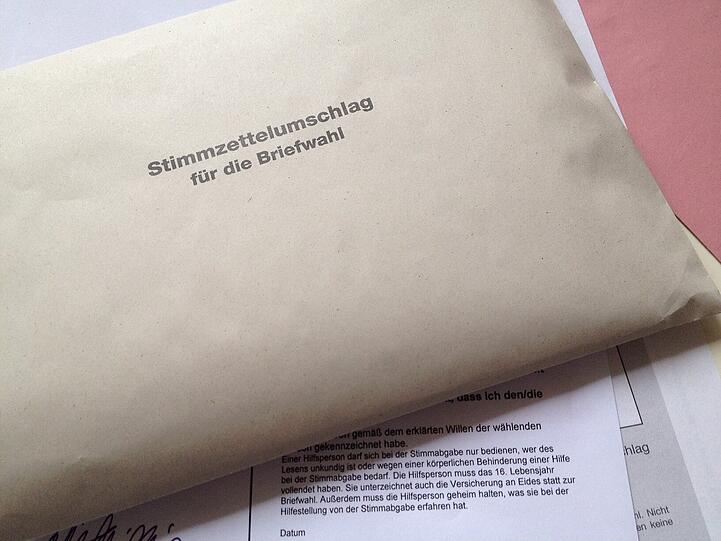 Stimmzettelumschlag
für die Briefwahl
dass ich den/die
gemäß dem erklärten Willen der wählenden
gekennzeichnet habe.
Einer Hilfsperson darf sich bei der Stimmabgabe nur bedienen, wer des
Lesens unkundig ist oder wegen einer körperlichen Behinderung einer Hilfe
bei der Stimmabgabe bedarf. Die Hilfsperson muss das 16. Lebensjahr
vollendet haben. Sie unterzeichnet auch die Versicherung an Eides statt zur
Briefwahl. Außerdem muss die Hilfsperson geheim halten, was sie bei der
Hilfestellung von der Stimmabgabe erfahren hat.
Datum
hlag
hl. Nicht
en keine